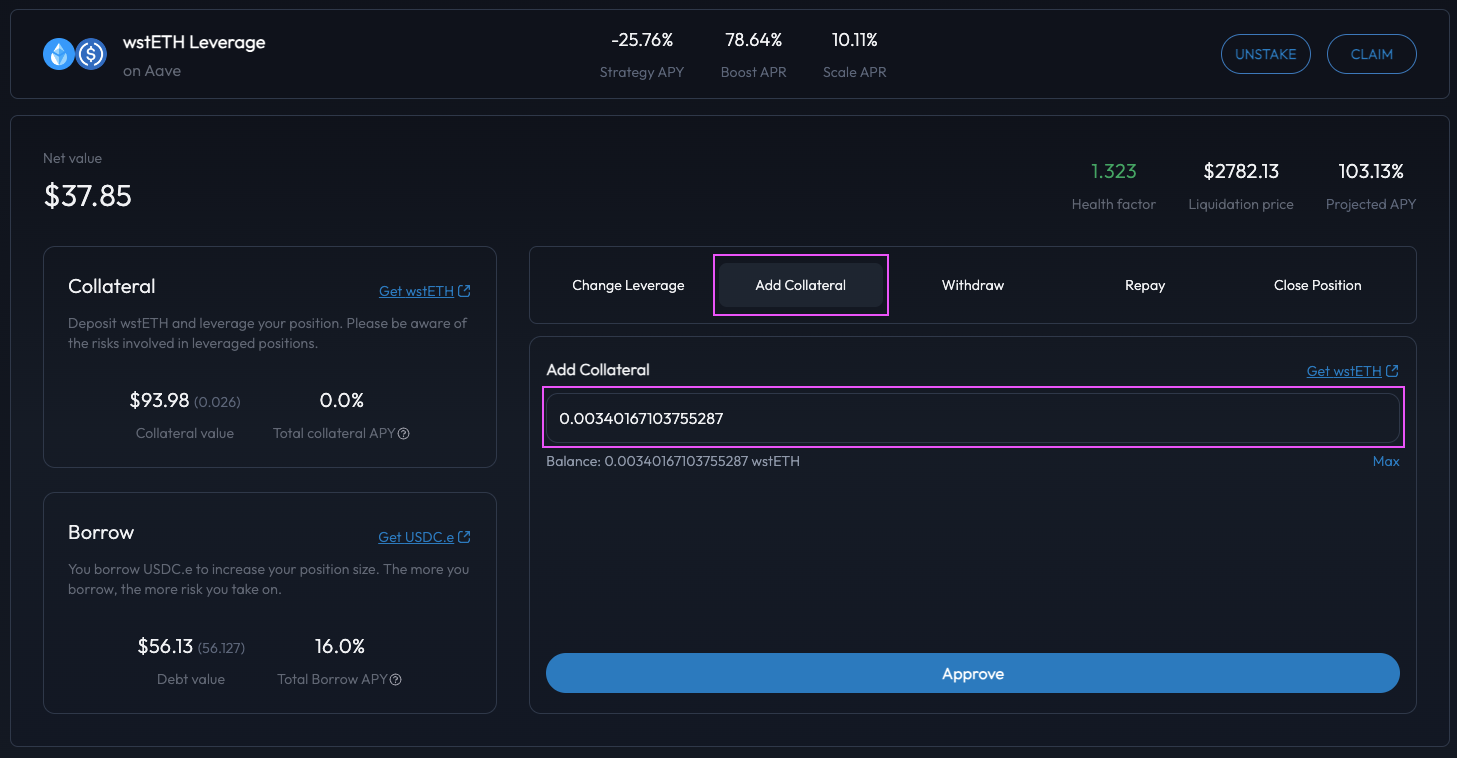 wstETH Leverage
on Aave
-25.76%
Strategy APY
78.64%
Boost APR
10.11%
Scale APR
UNSTAKE
CLAIM
Net value
$37.85
1.323
Health factor
$2782.13
Liquidation price
103.13%
Projected APY
Collateral
Get wstETH
Deposit wstETH and leverage your position. Please be aware of
the risks involved in leveraged positions.
$93.98 (0.026)
Collateral value
0.0%
Total collateral APY
Borrow
Get USDC.e
You borrow USDC.e to increase your position size. The more you
borrow, the more risk you take on.
$56.13 (56.127)
Debt value
16.0%
Total Borrow APY
Change Leverage
Add Collateral
Withdraw
Repay
Close Position
Add Collateral
Get wstETH
0.00340167103755287
Balance: 0.00340167103755287 wstETH
Max
Approve